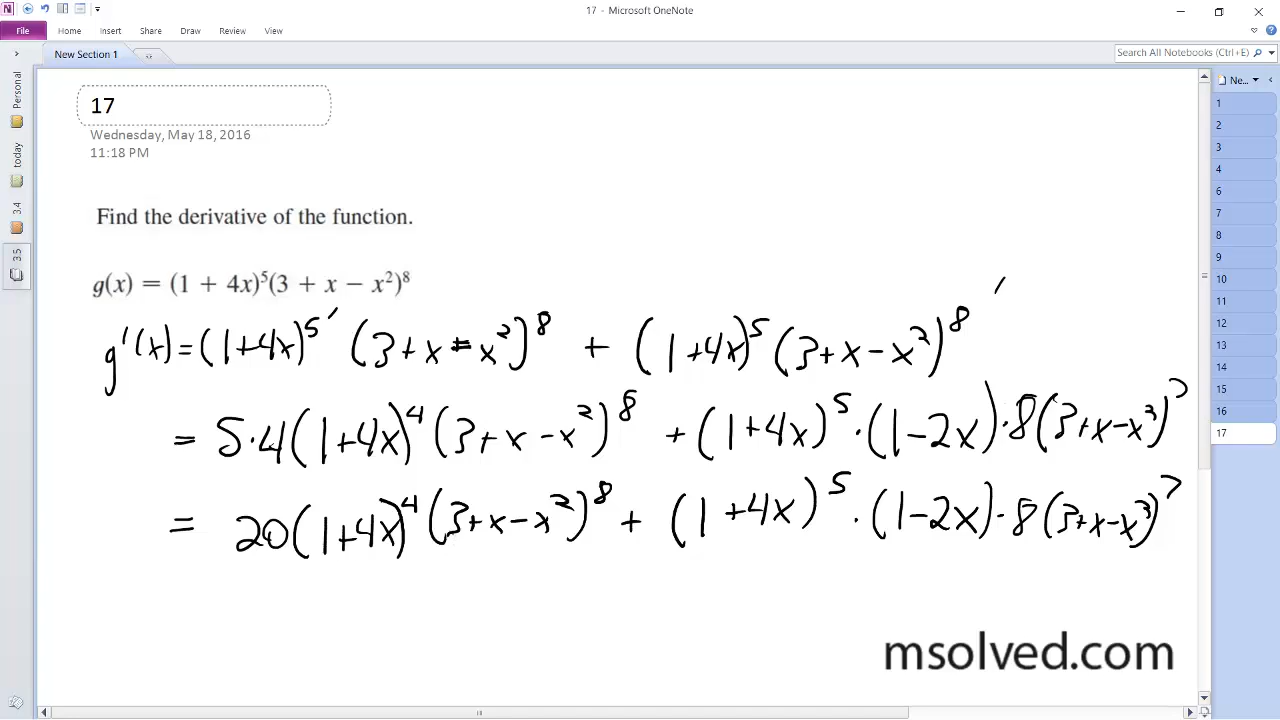 17 - Microsoft OneNote
File Home Insert Share Draw Review View
New Section 1
Search All Notebooks (Ctrl+E)
Personal
today
3.4
3.5
Ne...
1
2
3
4
6
7
8
9
10
11
12
13
14
15
16
17
17
Wednesday, May 18, 2016
11:18 PM
Find the derivative of the function.
g(x) = (1 + 4x)⁵(3 + x − x²)⁸
g'(x) = (1+4x)⁵' (3+x−x²)⁸ + (1+4x)⁵ (3+x−x²)⁸ '
= 5·4(1+4x)⁴ (3+x−x²)⁸ + (1+4x)⁵ · (1−2x) · 8(3+x−x³)⁷
= 20(1+4x)⁴ (3+x−x²)⁸ + (1+4x)⁵ · (1−2x) · 8(3+x−x³)⁷
msolved.com